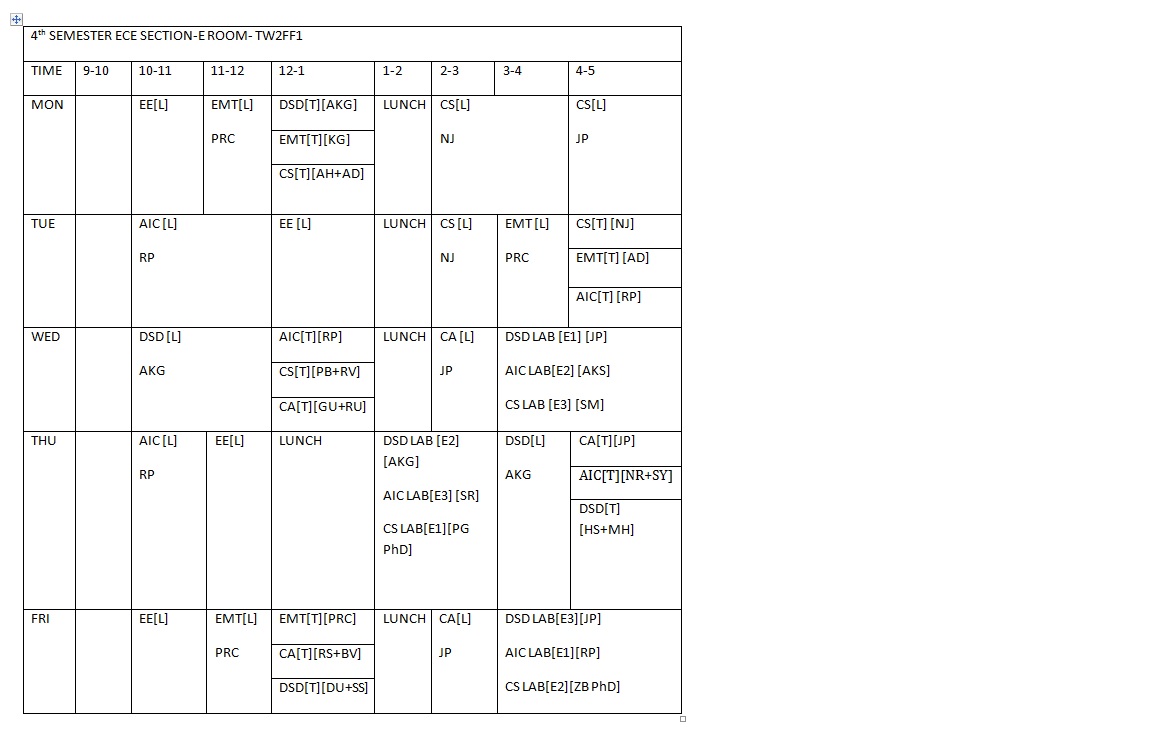 4th SEMESTER ECE SECTION-E ROOM- TW2FF1
TIME 9-10 10-11 11-12 12-1 1-2 2-3 3-4 4-5
MON EE[L] EMT[L] DSD[T][AKG] LUNCH CS[L] CS[L]
PRC EMT[T][KG] NJ JP
CS[T][AH+AD]
TUE AIC [L] EE [L] LUNCH CS [L] EMT [L] CS[T] [NJ]
RP NJ PRC EMT[T] [AD]
AIC[T] [RP]
WED DSD [L] AIC[T][RP] LUNCH CA [L] DSD LAB [E1] [JP]
AKG CS[T][PB+RV] JP AIC LAB[E2] [AKS]
CA[T][GU+RU] CS LAB [E3] [SM]
THU AIC [L] EE[L] LUNCH DSD LAB [E2] DSD[L] CA[T][JP]
[AKG]
RP AKG AIC[T][NR+SY]
AIC LAB[E3] [SR] DSD[T]
CS LAB[E1][PG [HS+MH]
PhD]
FRI EE[L] EMT[L] EMT[T][PRC] LUNCH CA[L] DSD LAB[E3][JP]
PRC CA[T][RS+BV] JP AIC LAB[E1][RP]
DSD[T][DU+SS] CS LAB[E2][ZB PhD]